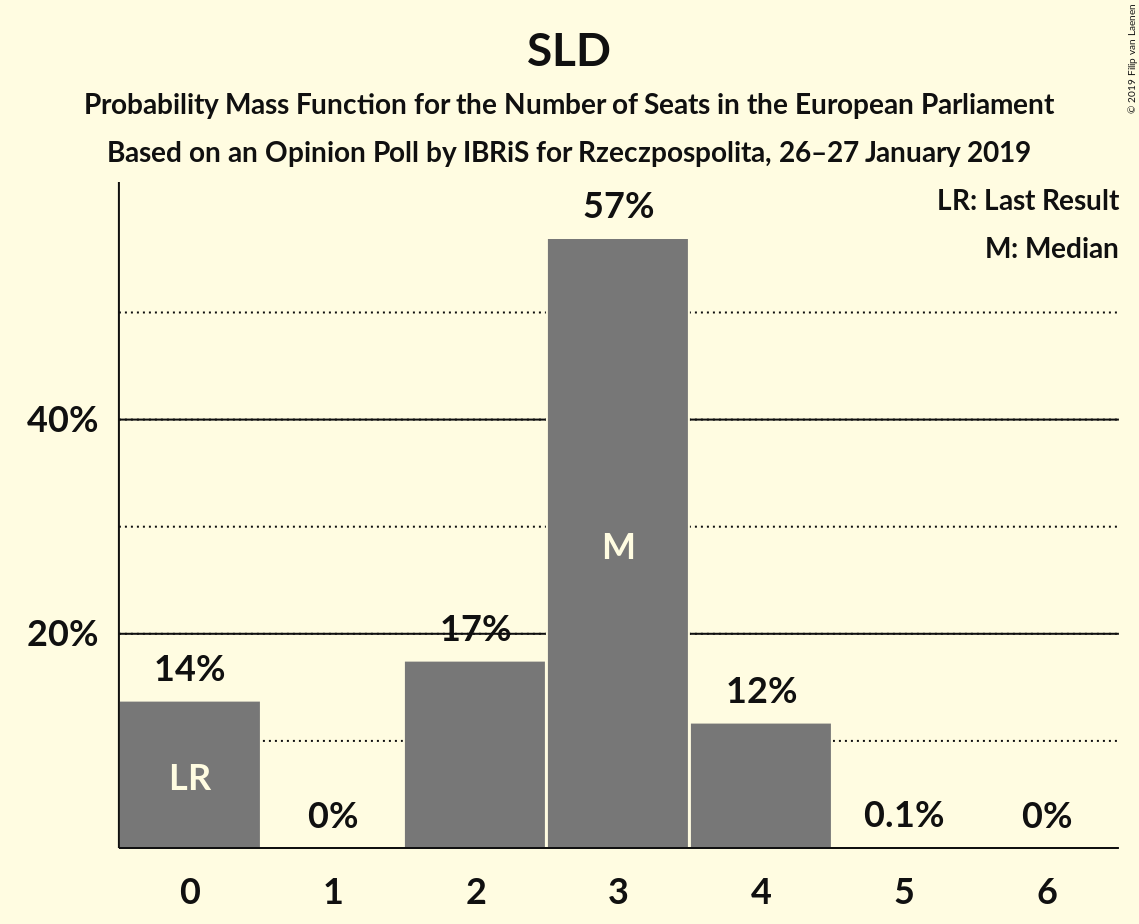 SLD
Probability Mass Function for the Number of Seats in the European Parliament
Based on an Opinion Poll by IBRiS for Rzeczpospolita, 26–27 January 2019
© 2019 Filip van Laenen
LR: Last Result
M: Median
57%
40%
M
20%
17%
14%
12%
LR
0%
0.1%
0%
0 1 2 3 4 5 6